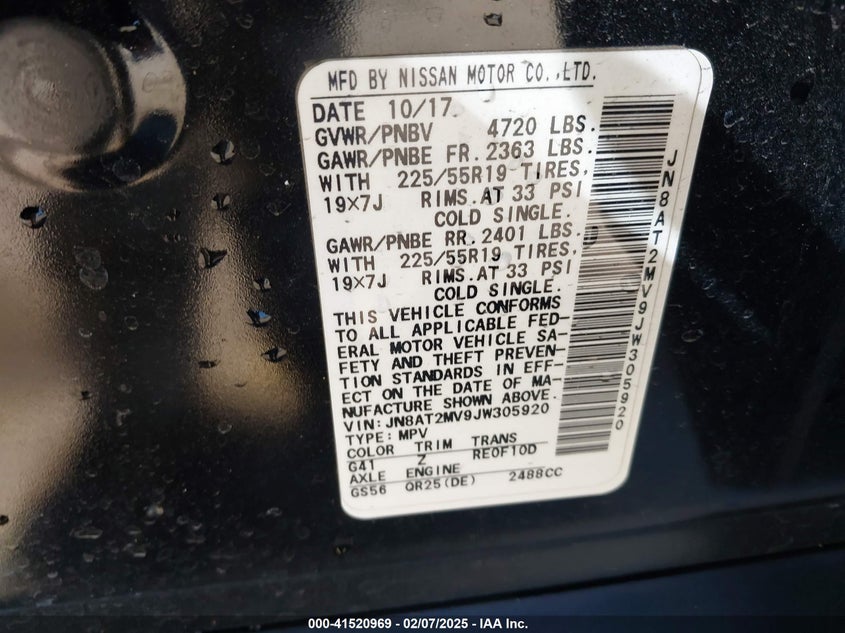 MFD BY NISSAN MOTOR CO.,LTD.
DATE 10/17
GVWR/PNBV 4720 LBS.
GAWR/PNBE FR. 2363 LBS.
WITH 225/55R19 TIRES,
19×7J RIMS.AT 33 PSI
COLD SINGLE.
GAWR/PNBE RR. 2401 LBS.
WITH 225/55R19 TIRES,
19×7J RIMS.AT 33 PSI
COLD SINGLE.
THIS VEHICLE CONFORMS
TO ALL APPLICABLE FED-
ERAL MOTOR VEHICLE SA-
FETY AND THEFT PREVEN-
TION STANDARDS IN EFF-
ECT ON THE DATE OF MA-
NUFACTURE SHOWN ABOVE.
VIN: JN8AT2MV9JW305920
TYPE: MPV
COLOR TRIM TRANS
G41 Z RE0F10D
AXLE ENGINE
GS56 QR25(DE) 2488CC
JN8AT2MV9JW305920
000-41520969 — 02/07/2025 — IAA Inc.